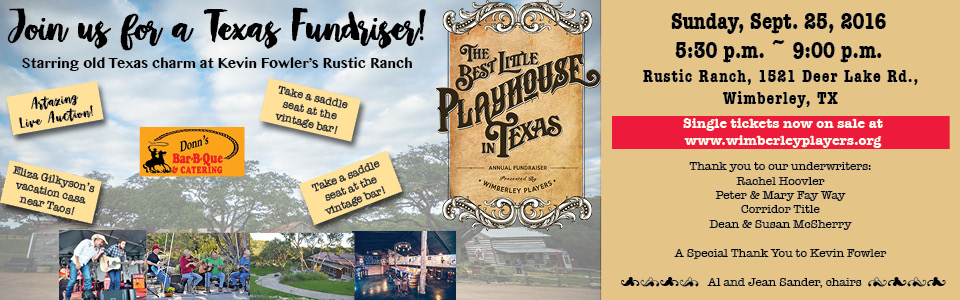 Join us for a Texas Fundriser!
Starring old Texas charm at Kevin Fowler's Rustic Ranch
Astazing
Live Auction!
Take a saddle
seat at the
vintage bar!
Donn's
Bar-B-Que
& CATERING
Eliza Gilkyson's
vacation casa
near Taos!
Take a saddle
seat at the
vintage bar!
THE
BEST LITTLE
PLAYHOUSE
IN
TEXAS
ANNUAL FUNDRAISER
Presented By
• WIMBERLEY PLAYERS •
Sunday, Sept. 25, 2016
5:30 p.m. ~ 9:00 p.m.
Rustic Ranch, 1521 Deer Lake Rd.,
Wimberley, TX
Single tickets now on sale at
www.wimberleyplayers.org
Thank you to our underwriters:
Rachel Hoovler
Peter & Mary Fay Way
Corridor Title
Dean & Susan McSherry
A Special Thank You to Kevin Fowler
Al and Jean Sander, chairs